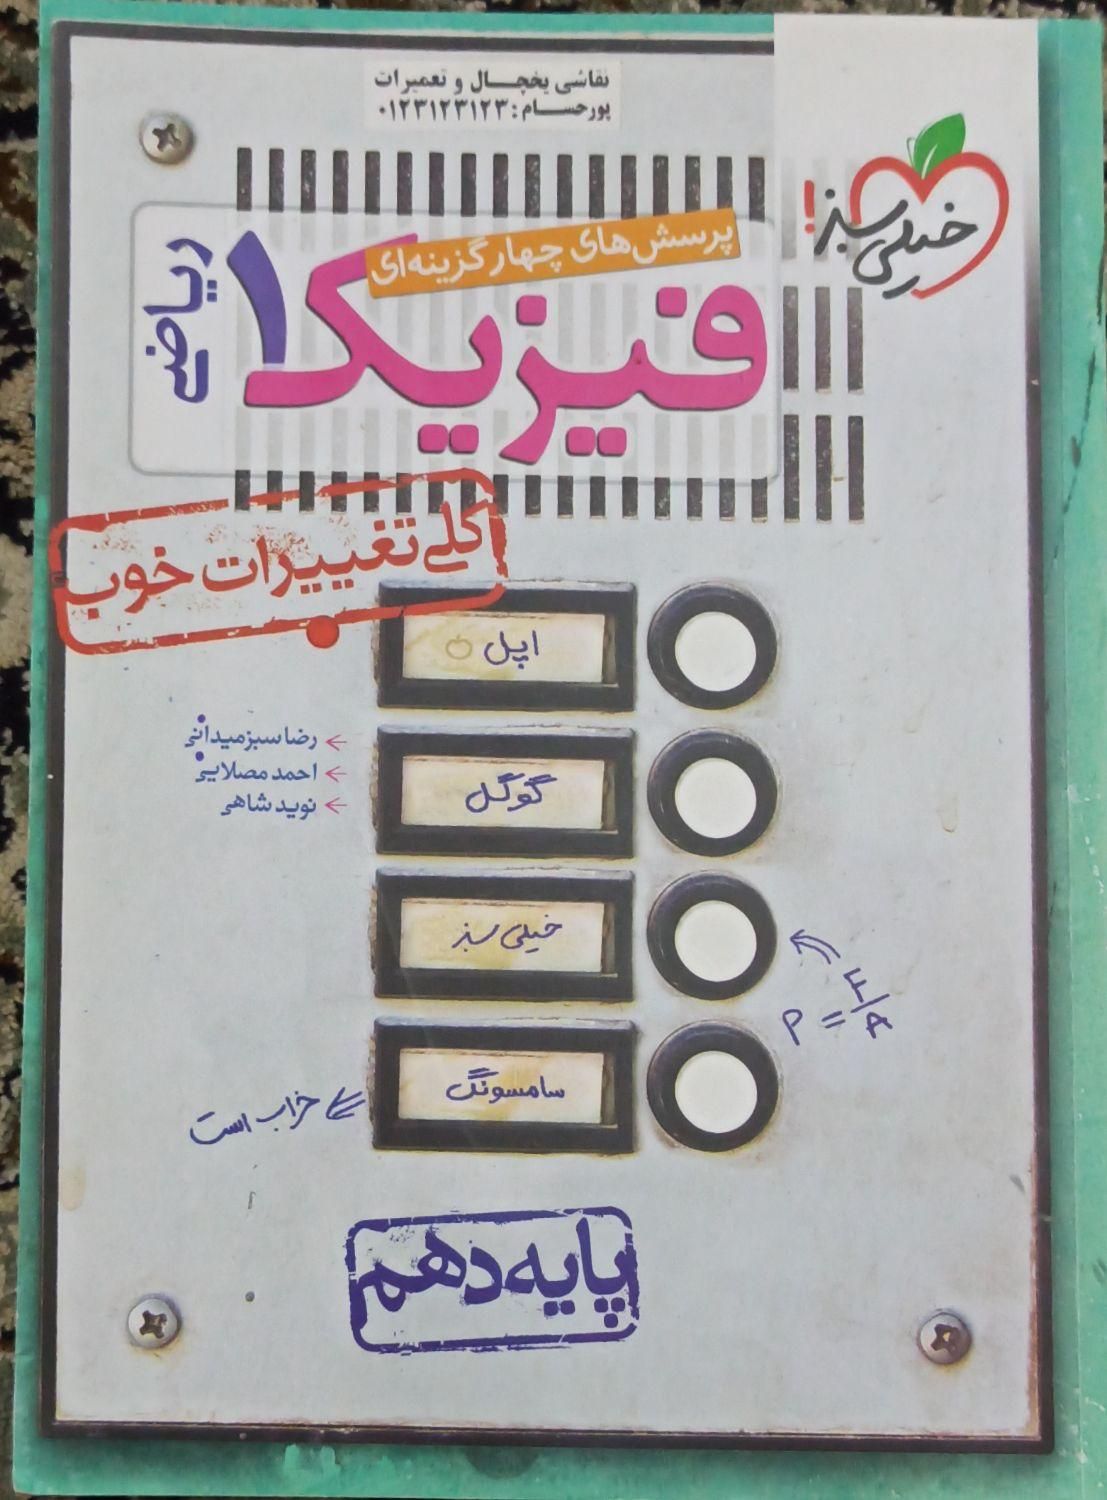 نقاشی یخچال و تعمیرات
پورحسام: ۰۱۲۳۱۲۳۱۲۳
خیلی سبز!
پرسش‌های چهارگزینه‌ای
فیزیک ۱
ریاضی
کلی تغییرات خوب
اپل
رضا سبزمیدانی
احمد مصلایی
نوید شاهی
گوگل
خیلی سبز
P = F/A
سامسونگ
خراب است
پایه دهم